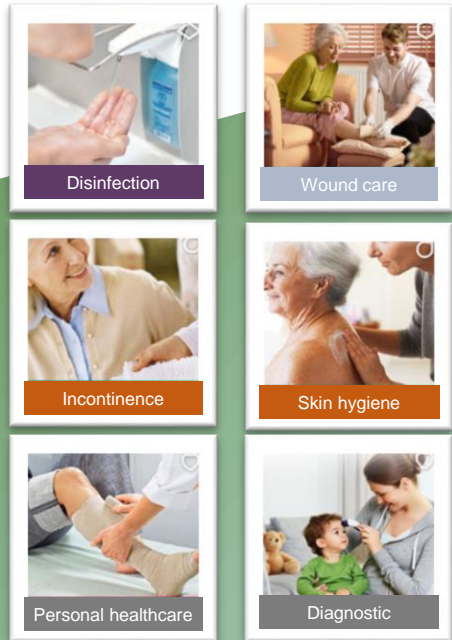 Disinfection
Wound care
Incontinence
Skin hygiene
Personal healthcare
Diagnostic